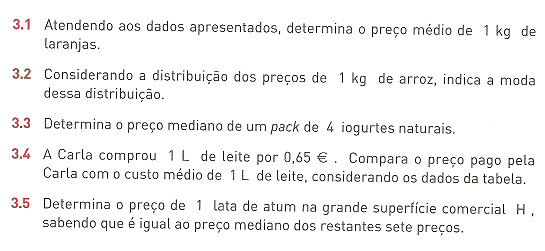 3.1 Atendendo aos dados apresentados, determina o preço médio de 1 kg de
laranjas.
3.2 Considerando a distribuição dos preços de 1 kg de arroz, indica a moda
dessa distribuição.
3.3 Determina o preço mediano de um pack de 4 iogurtes naturais.
3.4 A Carla comprou 1 L de leite por 0,65 € . Compara o preço pago pela
Carla com o custo médio de 1 L de leite, considerando os dados da tabela.
3.5 Determina o preço de 1 lata de atum na grande superfície comercial H ,
sabendo que é igual ao preço mediano dos restantes sete preços.